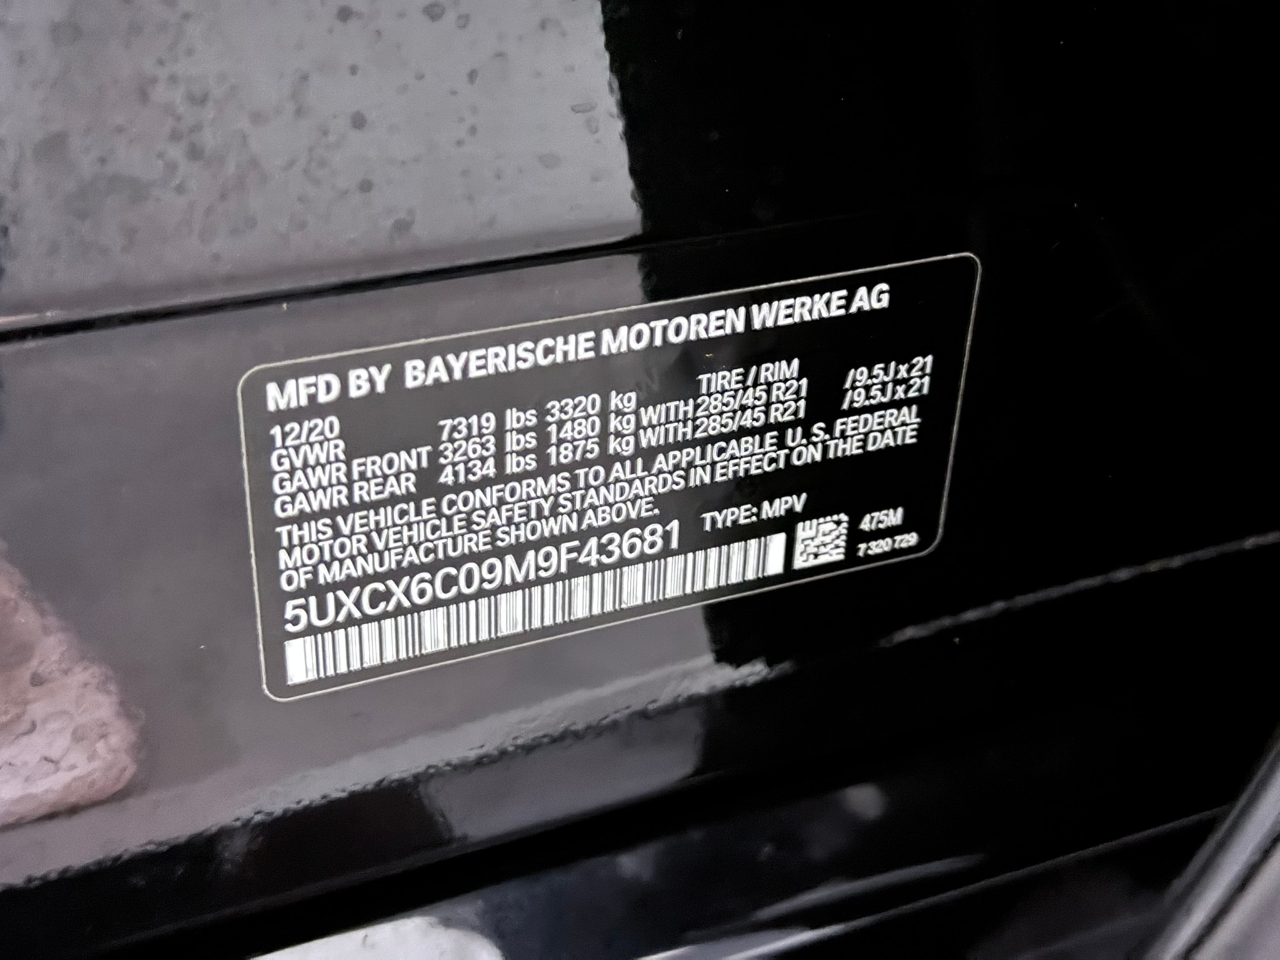 MFD BY BAYERISCHE MOTOREN WERKE AG
12/20 TIRE / RIM
GVWR 7319 lbs 3320 kg
GAWR FRONT 3263 lbs 1480 kg WITH 285/45 R21 /9.5J x 21
GAWR REAR 4134 lbs 1875 kg WITH 285/45 R21 /9.5J x 21
THIS VEHICLE CONFORMS TO ALL APPLICABLE U. S. FEDERAL
MOTOR VEHICLE SAFETY STANDARDS IN EFFECT ON THE DATE
OF MANUFACTURE SHOWN ABOVE.
5UXCX6C09M9F43681 TYPE: MPV
475M
7 320 729